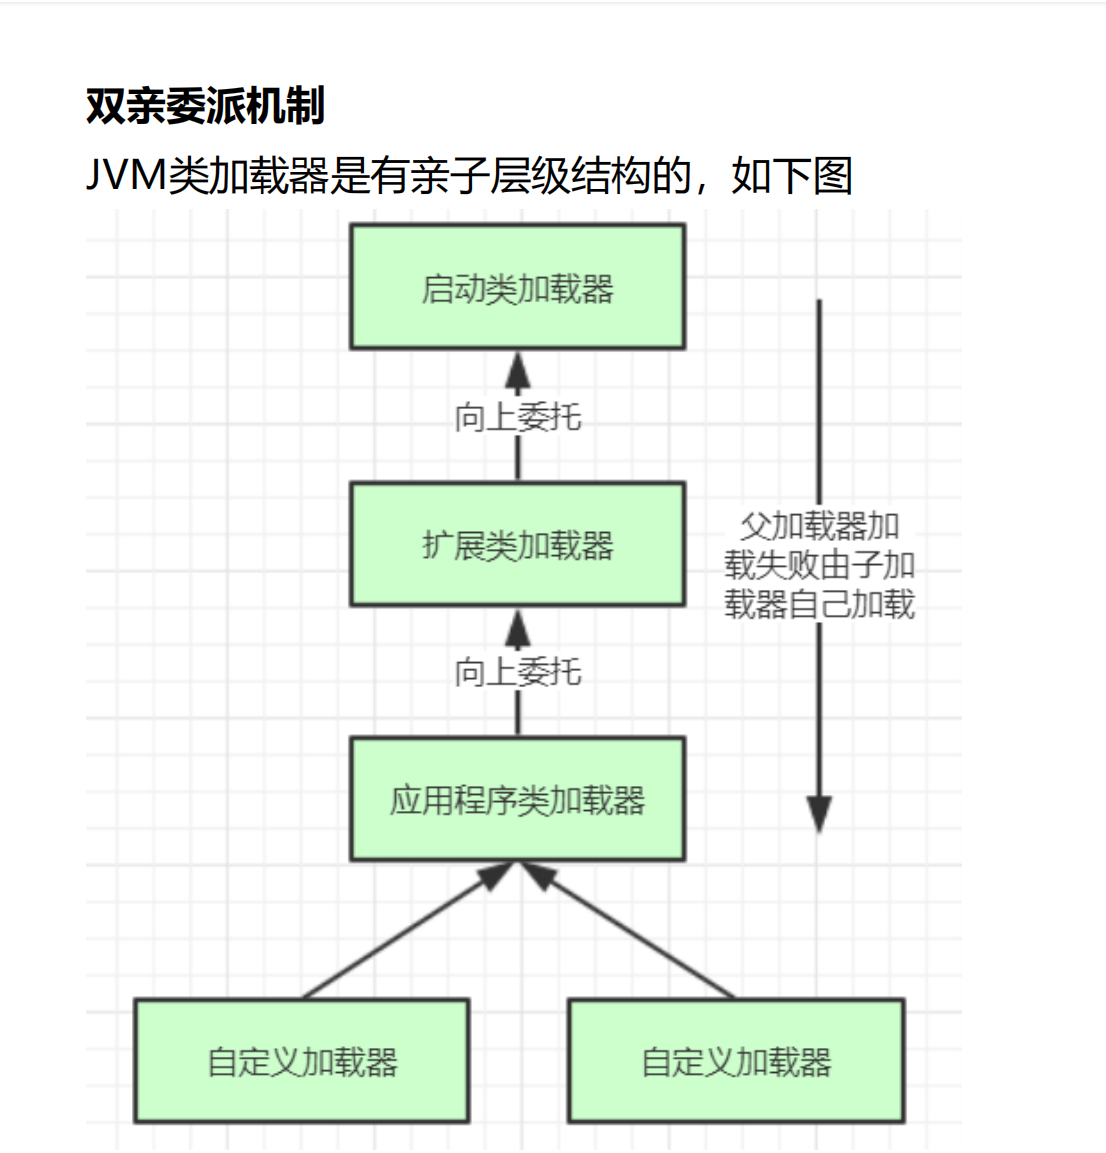 双亲委派机制
JVM类加载器是有亲子层级结构的，如下图
启动类加载器
向上委托
扩展类加载器
父加载器加
载失败由子加
载器自己加载
向上委托
应用程序类加载器
自定义加载器
自定义加载器